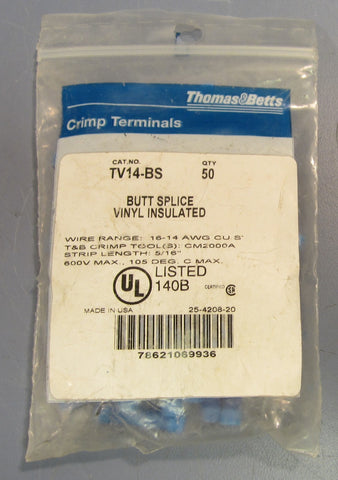 Thomas&Betts
Crimp Terminals
CAT.NO. QTY
TV14-BS 50
BUTT SPLICE
VINYL INSULATED
WIRE RANGE: 16-14 AWG CU S
T&B CRIMP TOOL(S): CM2000A
STRIP LENGTH: 5/16"
600V MAX., 105 DEG. C MAX.
UL LISTED
140B CERTIFIED
MADE IN USA 25-4208-20
78621069936